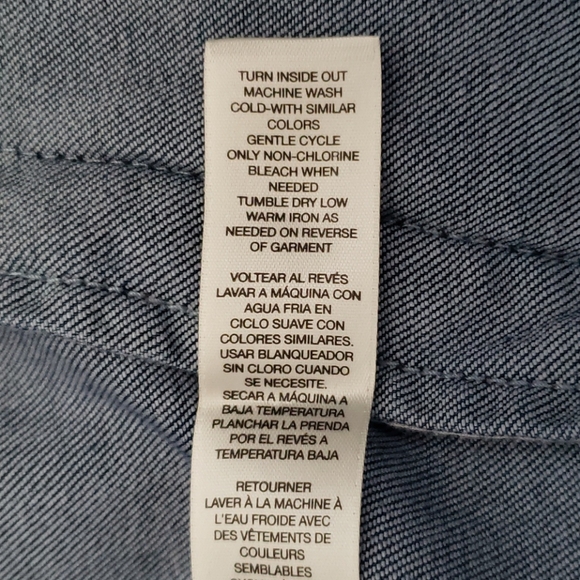 TURN INSIDE OUT
MACHINE WASH
COLD-WITH SIMILAR
COLORS
GENTLE CYCLE
ONLY NON-CHLORINE
BLEACH WHEN
NEEDED
TUMBLE DRY LOW
WARM IRON AS
NEEDED ON REVERSE
OF GARMENT
VOLTEAR AL REVÉS
LAVAR A MÁQUINA CON
AGUA FRIA EN
CICLO SUAVE CON
COLORES SIMILARES.
USAR BLANQUEADOR
SIN CLORO CUANDO
SE NECESITE.
SECAR A MÁQUINA A
BAJA TEMPERATURA
PLANCHAR LA PRENDA
POR EL REVÉS A
TEMPERATURA BAJA
RETOURNER
LAVER À LA MACHINE À
L'EAU FROIDE AVEC
DES VÊTEMENTS DE
COULEURS
SEMBLABLES